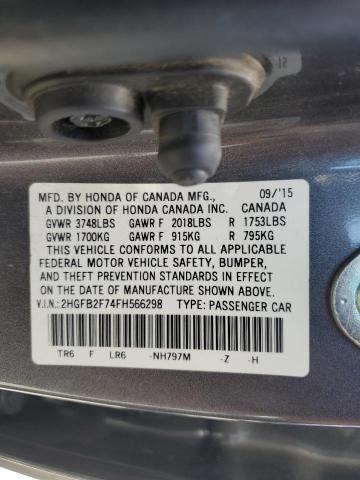 12
MFD. BY HONDA OF CANADA MFG., 09/'15
A DIVISION OF HONDA CANADA INC. CANADA
GVWR 3748LBS GAWR F 2018LBS R 1753LBS
GVWR 1700KG GAWR F 915KG R 795KG
THIS VEHICLE CONFORMS TO ALL APPLICABLE
FEDERAL MOTOR VEHICLE SAFETY, BUMPER,
AND THEFT PREVENTION STANDARDS IN EFFECT
ON THE DATE OF MANUFACTURE SHOWN ABOVE.
V.I.N.: 2HGFB2F74FH566298 TYPE: PASSENGER CAR
TR6 F LR6 -NH797M -Z -H